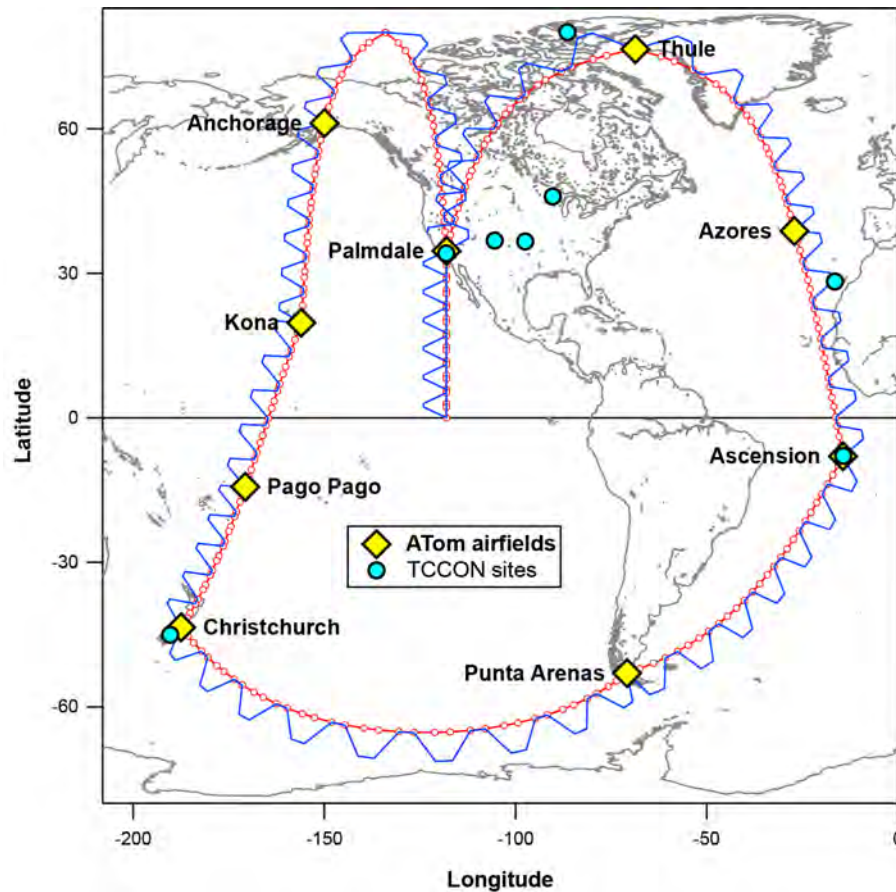 Thule
Anchorage
60
Azores
Palmdale
30
Kona
0
Ascension
Pago Pago
ATom airfields
TCCON sites
-30
Christchurch
Punta Arenas
-60
Latitude
-200
-150
-100
-50
Longitude